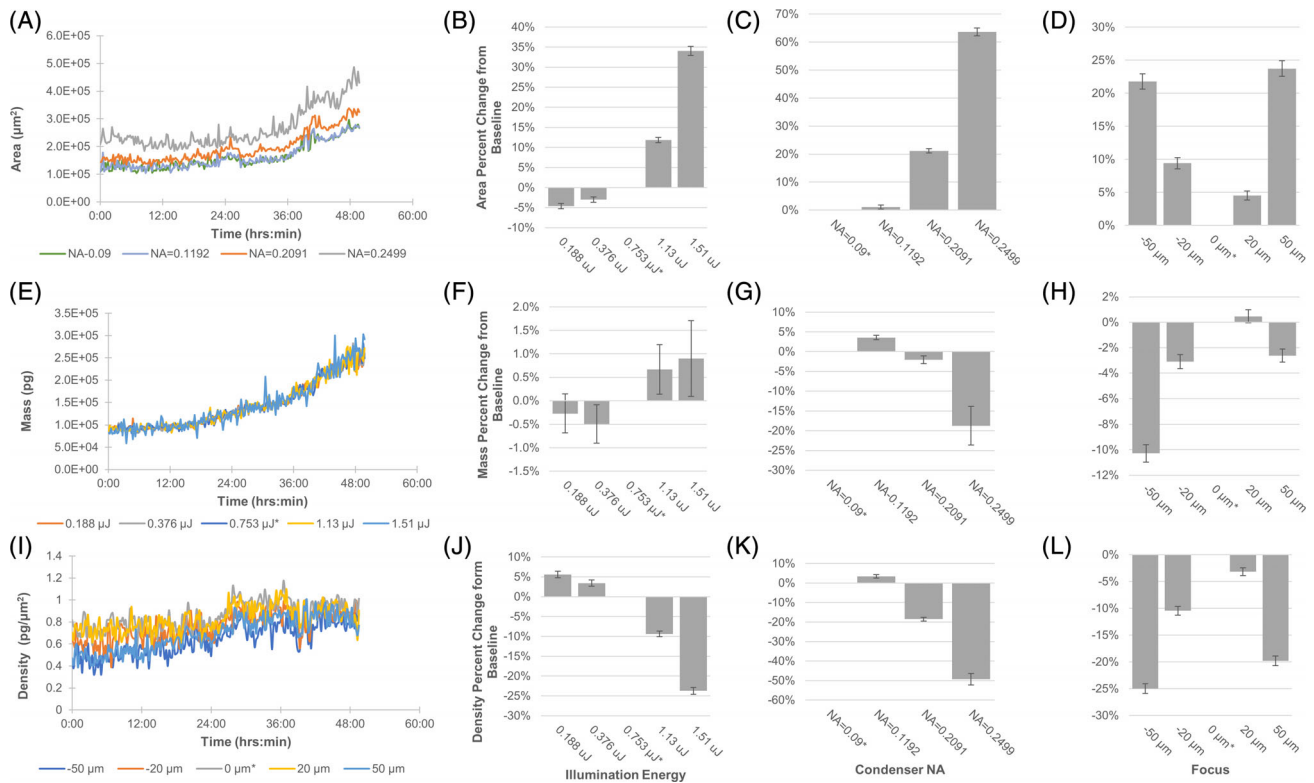 (A)
6.0E+05
5.0E+05
4.0E+05
3.0E+05
2.0E+05
1.0E+05
0.0E+00
Area (µm²)
0:00 12:00 24:00 36:00 48:00 60:00
Time (hrs:min)
NA-0.09 NA=0.1192 NA=0.2091 NA=0.2499
(B)
40%
35%
30%
25%
20%
15%
10%
5%
0%
-5%
-10%
Area Percent Change from
Baseline
0.188 uJ 0.376 uJ 0.753 µJ* 1.13 uJ 1.51 uJ
(C)
70%
60%
50%
40%
30%
20%
10%
0%
NA=0.09* NA=0.1192 NA=0.2091 NA=0.2499
(D)
30%
25%
20%
15%
10%
5%
0%
-50 µm -20 µm 0 µm* 20 µm 50 µm
(E)
3.5E+05
3.0E+05
2.5E+05
2.0E+05
1.5E+05
1.0E+05
5.0E+04
0.0E+00
Mass (pg)
0:00 12:00 24:00 36:00 48:00 60:00
Time (hrs:min)
0.188 µJ 0.376 µJ 0.753 µJ* 1.13 µJ 1.51 µJ
(F)
2.0%
1.5%
1.0%
0.5%
0.0%
-0.5%
-1.0%
-1.5%
Mass Percent Change from
Baseline
0.188 uJ 0.376 uJ 0.753 µJ* 1.13 uJ 1.51 uJ
(G)
10%
5%
0%
-5%
-10%
-15%
-20%
-25%
-30%
NA=0.09* NA-0.1192 NA=0.2091 NA=0.2499
(H)
2%
0%
-2%
-4%
-6%
-8%
-10%
-12%
-50 µm -20 µm 0 µm* 20 µm 50 µm
(I)
1.4
1.2
1
0.8
0.6
0.4
0.2
0
Density (pg/µm²)
0:00 12:00 24:00 36:00 48:00 60:00
Time (hrs:min)
-50 µm -20 µm 0 µm* 20 µm 50 µm
(J)
10%
5%
0%
-5%
-10%
-15%
-20%
-25%
-30%
Density Percent Change form
Baseline
0.188 uJ 0.376 uJ 0.753 µJ* 1.13 uJ 1.51 uJ
Illumination Energy
(K)
10%
0%
-10%
-20%
-30%
-40%
-50%
-60%
NA=0.09* NA=0.1192 NA=0.2091 NA=0.2499
Condenser NA
(L)
0%
-5%
-10%
-15%
-20%
-25%
-30%
-50 µm -20 µm 0 µm* 20 µm 50 µm
Focus